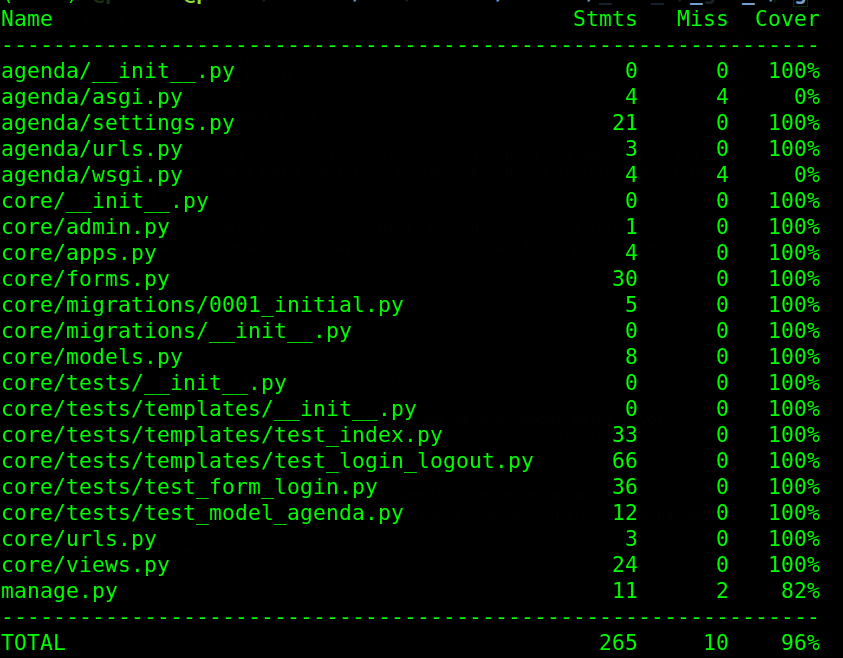 Name Stmts Miss Cover
---------------------------------------------------------------
agenda/__init__.py 0 0 100%
agenda/asgi.py 4 4 0%
agenda/settings.py 21 0 100%
agenda/urls.py 3 0 100%
agenda/wsgi.py 4 4 0%
core/__init__.py 0 0 100%
core/admin.py 1 0 100%
core/apps.py 4 0 100%
core/forms.py 30 0 100%
core/migrations/0001_initial.py 5 0 100%
core/migrations/__init__.py 0 0 100%
core/models.py 8 0 100%
core/tests/__init__.py 0 0 100%
core/tests/templates/__init__.py 0 0 100%
core/tests/templates/test_index.py 33 0 100%
core/tests/templates/test_login_logout.py 66 0 100%
core/tests/test_form_login.py 36 0 100%
core/tests/test_model_agenda.py 12 0 100%
core/urls.py 3 0 100%
core/views.py 24 0 100%
manage.py 11 2 82%
---------------------------------------------------------------
TOTAL 265 10 96%